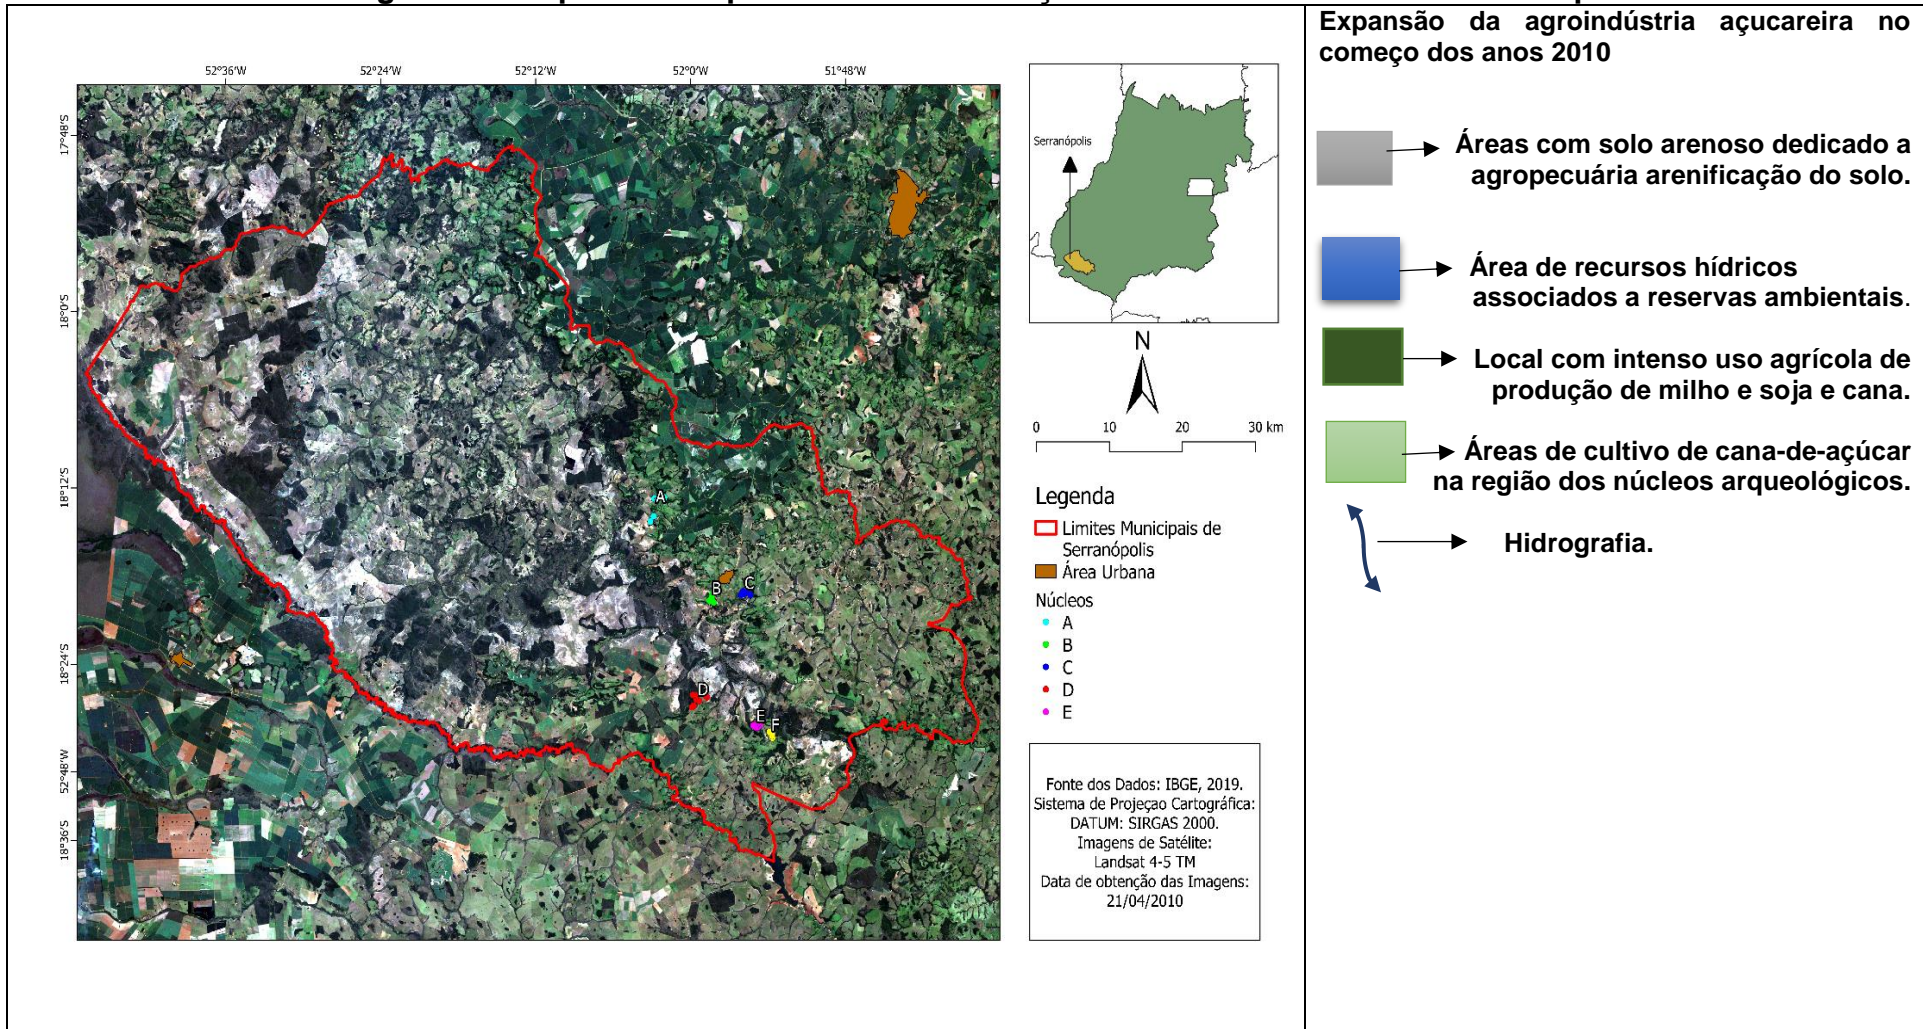 52°36'W
52°24'W
52°12'W
52°0'W
51°48'W
17°48'S
18°0'S
18°12'S
18°24'S
52°48'W
18°36'S
A
B
C
D
E
F
Serranópolis
N
0 10 20 30 km
Legenda
Limites Municipais de
Serranópolis
Área Urbana
Núcleos
A
B
C
D
E
Fonte dos Dados: IBGE, 2019.
Sistema de Projeçao Cartográfica:
DATUM: SIRGAS 2000.
Imagens de Satélite:
Landsat 4-5 TM
Data de obtenção das Imagens:
21/04/2010
Expansão da agroindústria açucareira no
começo dos anos 2010
Áreas com solo arenoso dedicado a
agropecuária arenificação do solo.
Área de recursos hídricos
associados a reservas ambientais.
Local com intenso uso agrícola de
produção de milho e soja e cana.
Áreas de cultivo de cana-de-açúcar
na região dos núcleos arqueológicos.
Hidrografia.